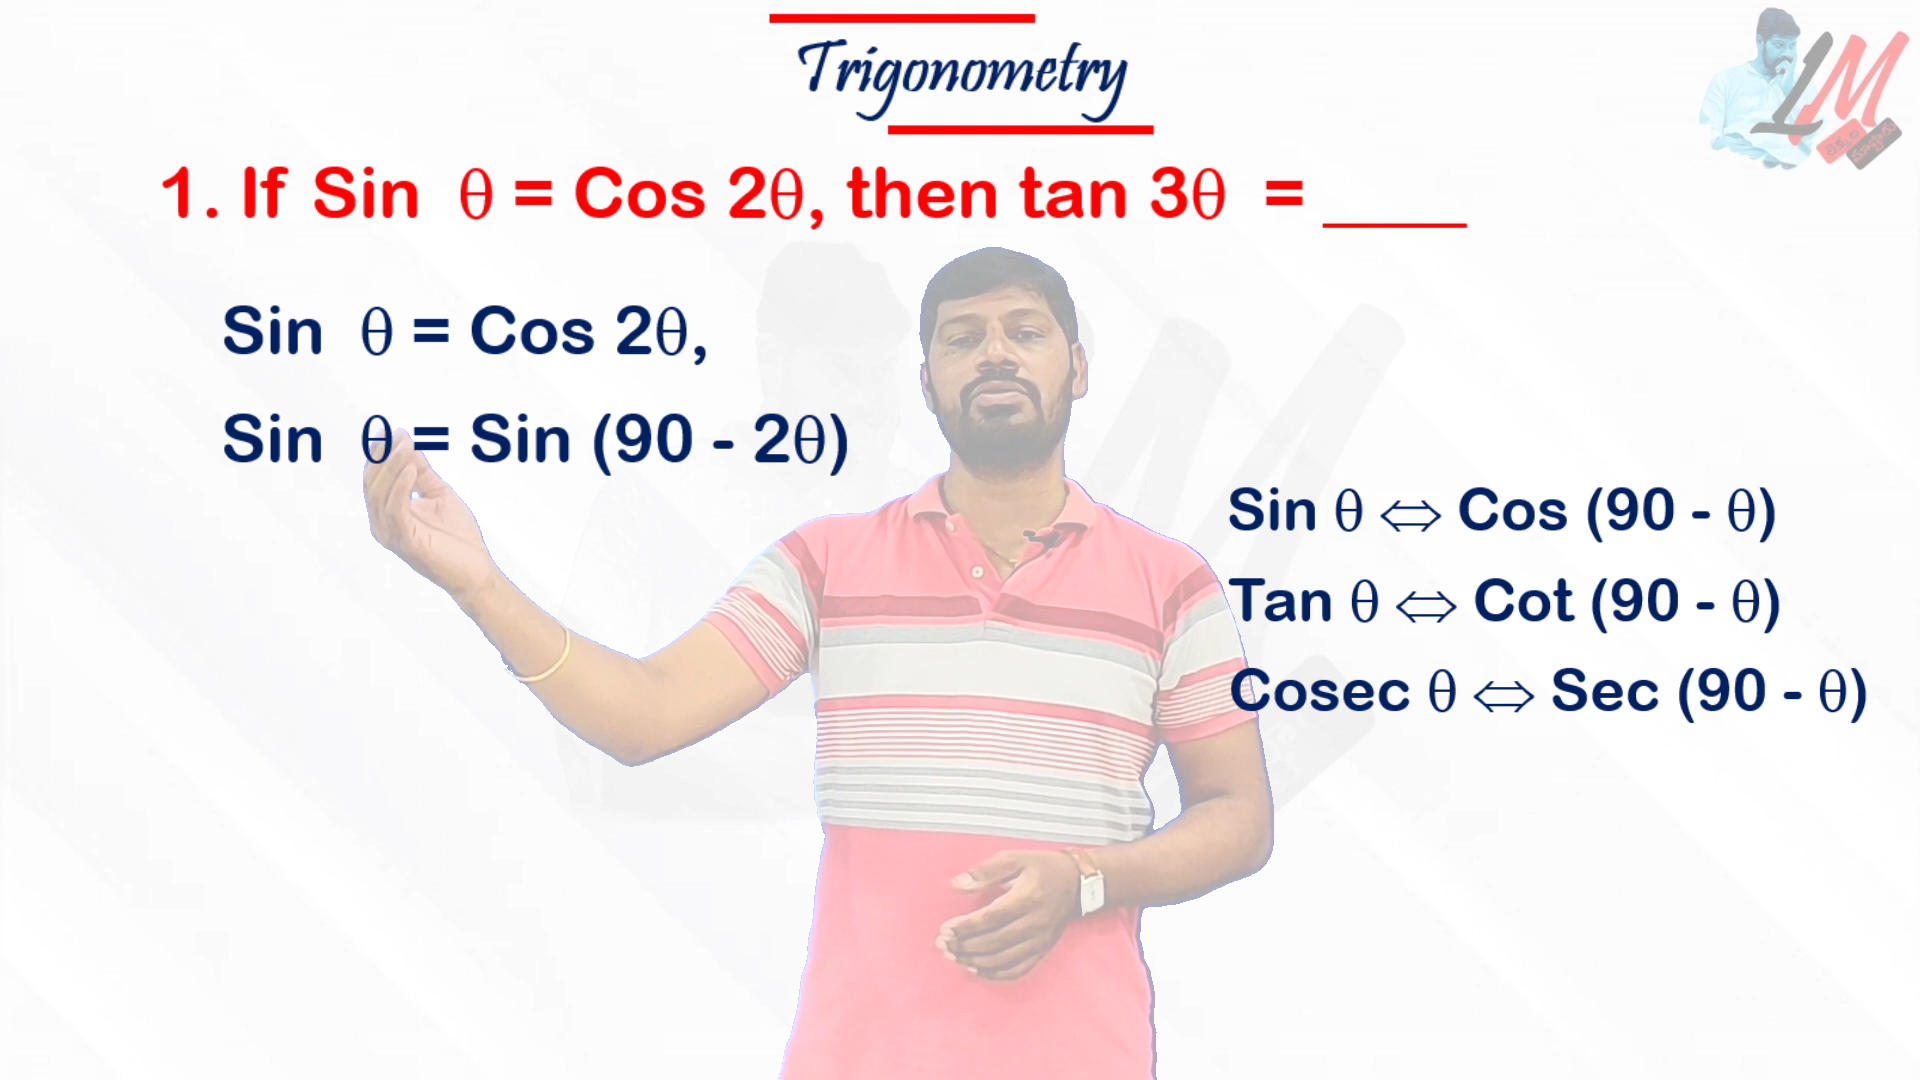 Trigonometry
LM
1. If Sin θ = Cos 2θ, then tan 3θ = ____
Sin θ = Cos 2θ,
Sin θ = Sin (90 - 2θ)
Sin θ ⇔ Cos (90 - θ)
Tan θ ⇔ Cot (90 - θ)
Cosec θ ⇔ Sec (90 - θ)